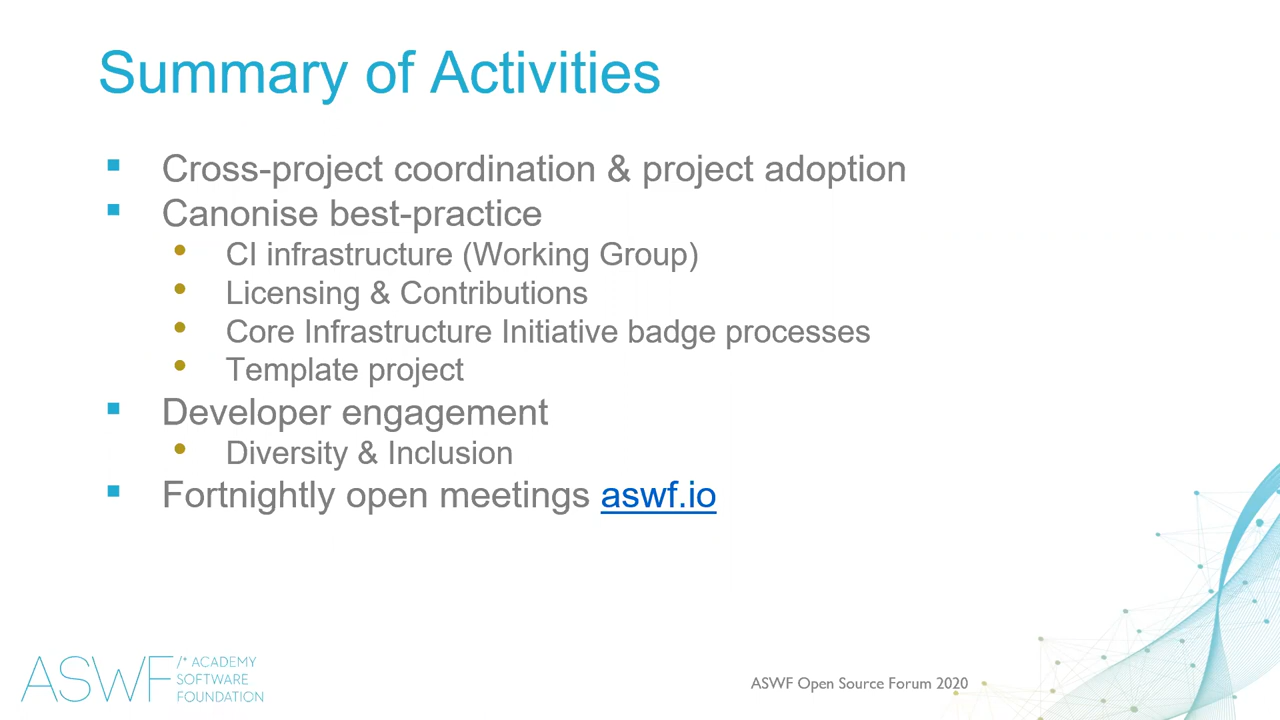 Summary of Activities
Cross-project coordination & project adoption
Canonise best-practice
CI infrastructure (Working Group)
Licensing & Contributions
Core Infrastructure Initiative badge processes
Template project
Developer engagement
Diversity & Inclusion
Fortnightly open meetings aswf.io
ASWF /* ACADEMY
SOFTWARE
FOUNDATION
ASWF Open Source Forum 2020